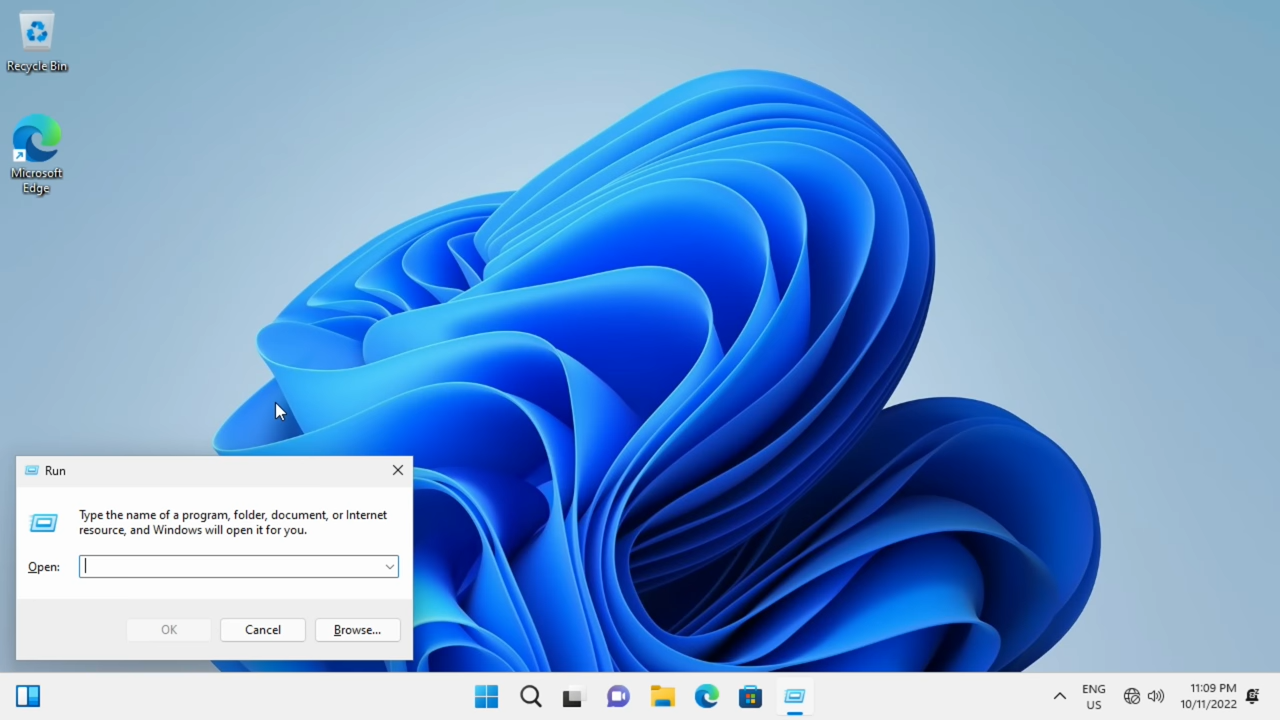 Recycle Bin
Microsoft
Edge
Run
Type the name of a program, folder, document, or Internet
resource, and Windows will open it for you.
Open:
OK
Cancel
Browse...
ENG
US
11:09 PM
10/11/2022